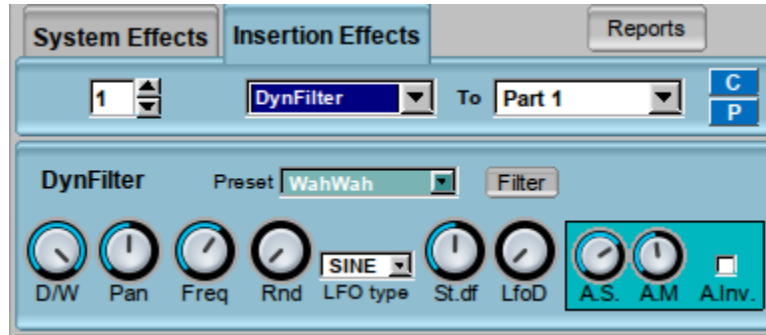 System Effects Insertion Effects Reports
1 DynFilter To Part 1 C
P
DynFilter Preset WahWah Filter
SINE
D/W Pan Freq Rnd LFO type St.df LfoD A.S. A.M A.Inv.